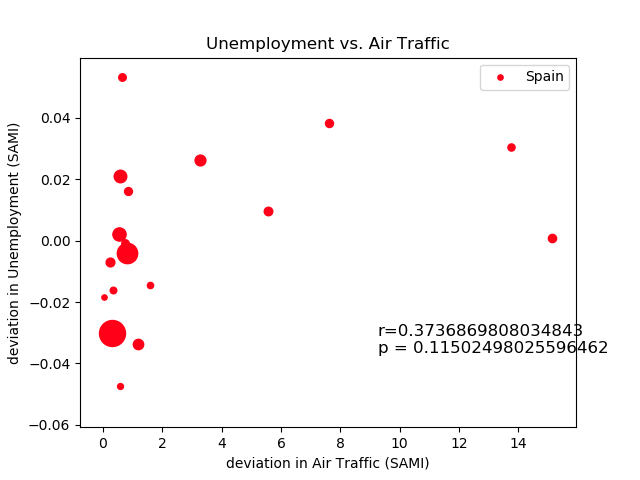 Unemployment vs. Air Traffic
Spain
deviation in Unemployment (SAMI)
0.04
0.02
0.00
−0.02
−0.04
−0.06
r=0.3736869808034843
p = 0.11502498025596462
0 2 4 6 8 10 12 14
deviation in Air Traffic (SAMI)